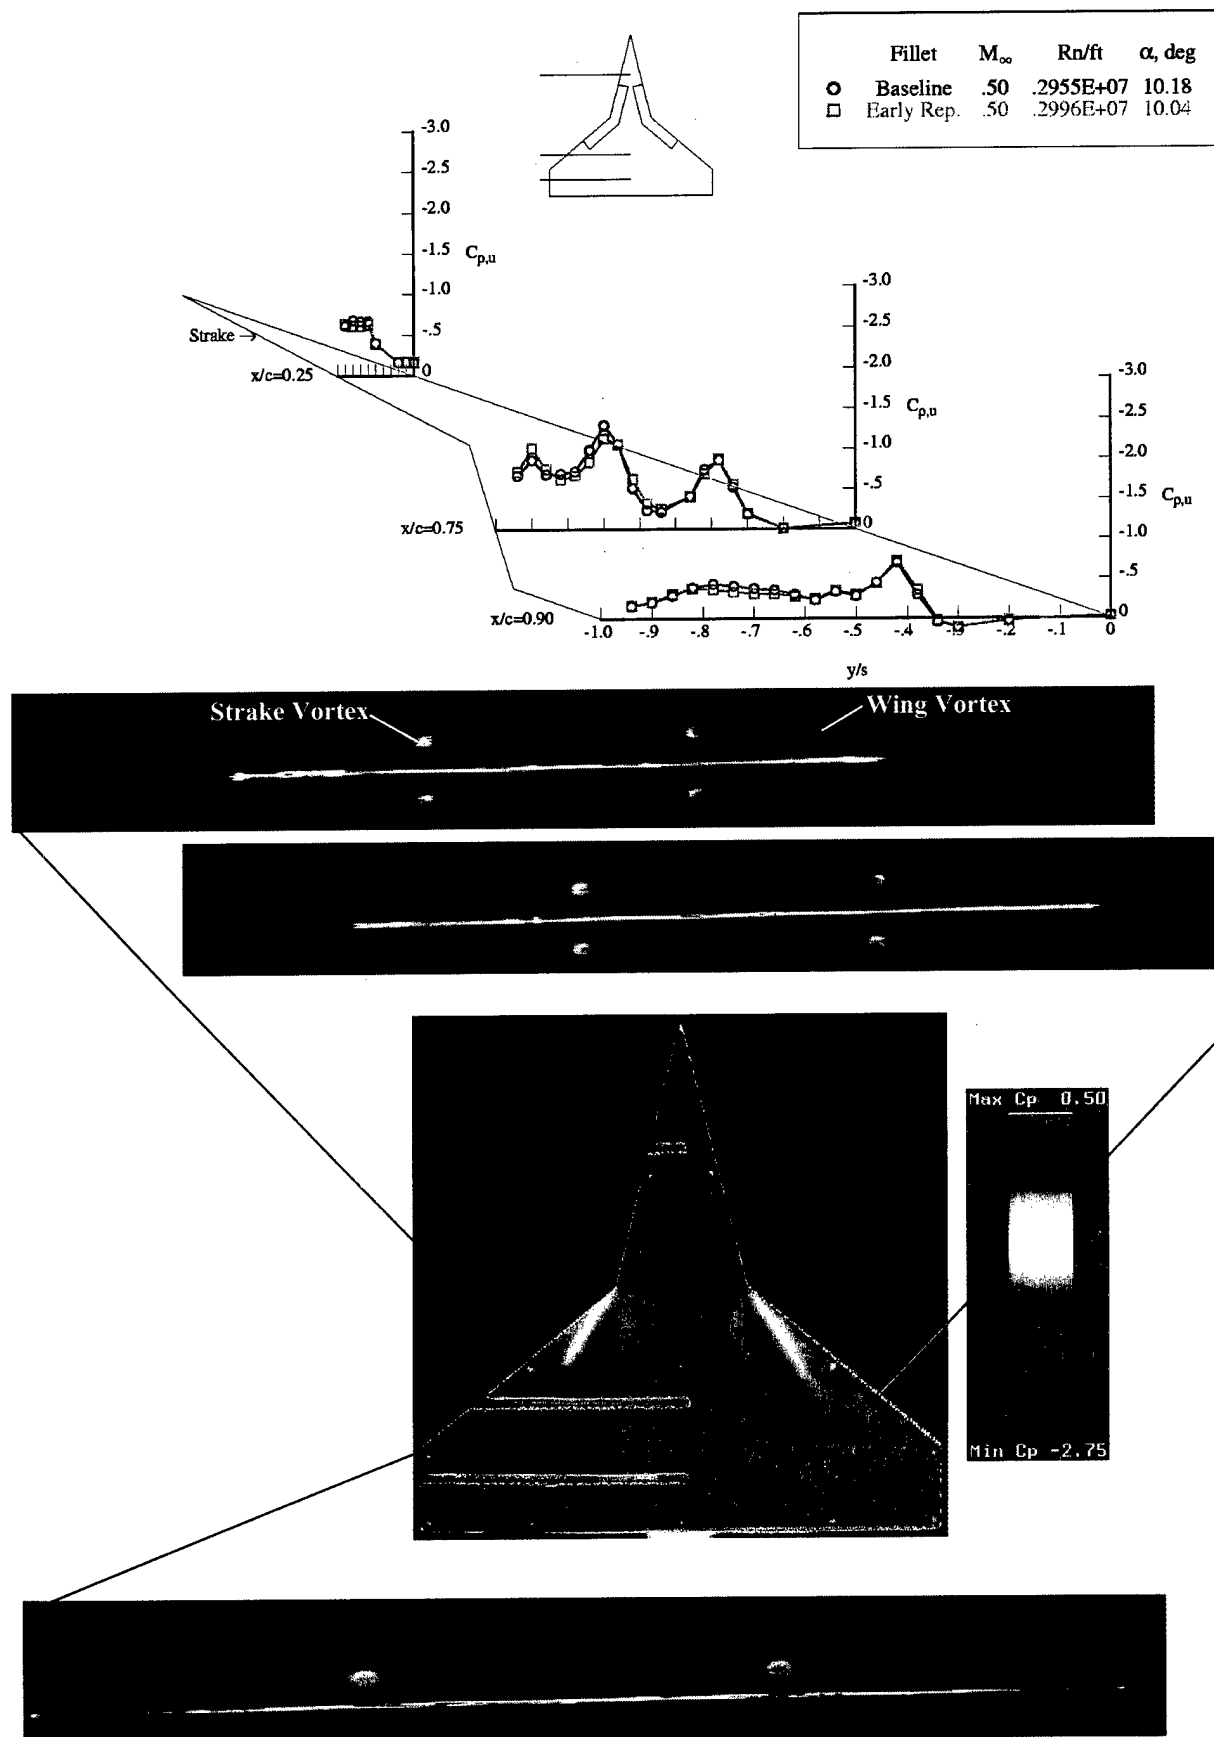 Fillet M∞ Rn/ft α, deg
Baseline .50 .2955E+07 10.18
Early Rep. .50 .2996E+07 10.04
-3.0
-2.5
-2.0
-1.5
Cp,u
-1.0
-.5
0
Strake →
x/c=0.25
-3.0
-2.5
-2.0
-1.5
Cp,u
-1.0
-.5
0
x/c=0.75
-3.0
-2.5
-2.0
-1.5
Cp,u
-1.0
-.5
0
x/c=0.90
-1.0 -.9 -.8 -.7 -.6 -.5 -.4 -.3 -.2 -.1 0
y/s
Strake Vortex
Wing Vortex
Max Cp 0.50
Min Cp -2.75